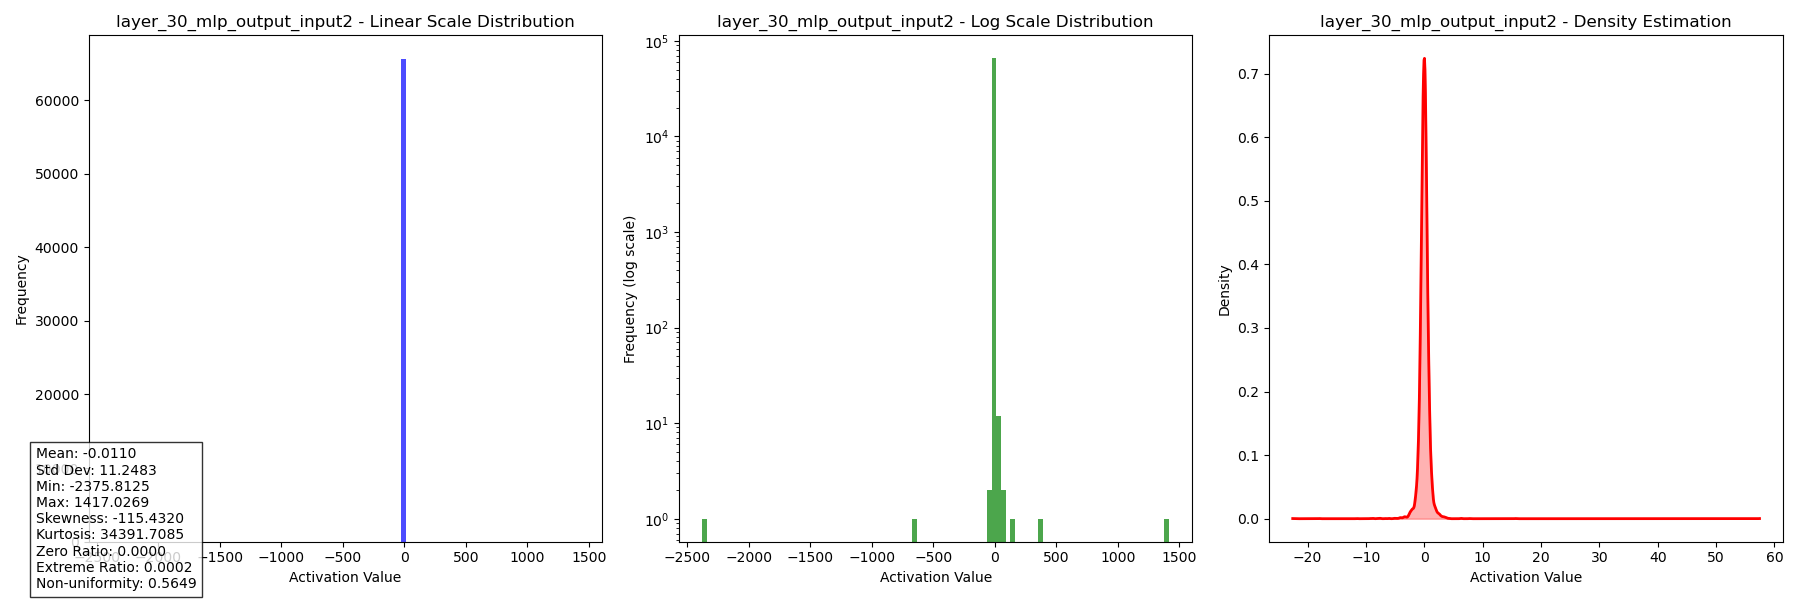 layer_30_mlp_output_input2 - Linear Scale Distribution
Frequency
60000
50000
40000
30000
20000
−1500
−1000
−500
0
500
1000
1500
Activation Value
Mean: -0.0110
Std Dev: 11.2483
Min: -2375.8125
Max: 1417.0269
Skewness: -115.4320
Kurtosis: 34391.7085
Zero Ratio: 0.0000
Extreme Ratio: 0.0002
Non-uniformity: 0.5649
layer_30_mlp_output_input2 - Log Scale Distribution
Frequency (log scale)
10⁵
10⁴
10³
10²
10¹
10⁰
−2500
−2000
−1500
−1000
−500
0
500
1000
1500
Activation Value
layer_30_mlp_output_input2 - Density Estimation
Density
0.7
0.6
0.5
0.4
0.3
0.2
0.1
0.0
−20
−10
0
10
20
30
40
50
60
Activation Value